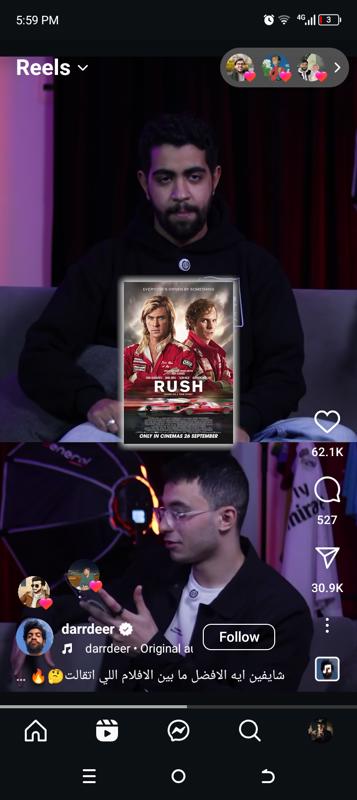 5:59 PM
4G
3
Reels
EVERYONE'S DRIVEN BY SOMETHING
RUSH
ONLY IN CINEMAS 26 SEPTEMBER
62.1K
527
30.9K
darrdeer
Follow
darrdeer • Original au
شايفين ايه الافضل ما بين الافلام اللي اتقالت🤔🔥 ...